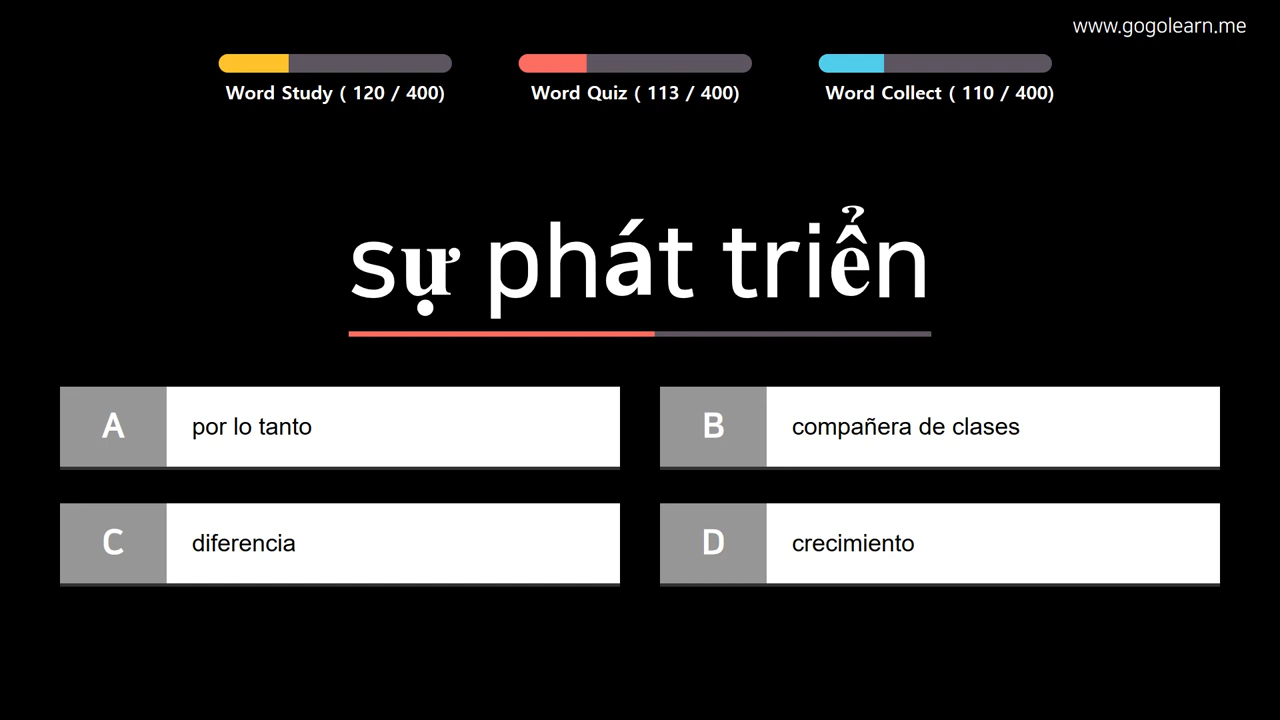 www.gogolearn.me
Word Study ( 120 / 400)
Word Quiz ( 113 / 400)
Word Collect ( 110 / 400)
sự phát triển
A
por lo tanto
B
compañera de clases
C
diferencia
D
crecimiento